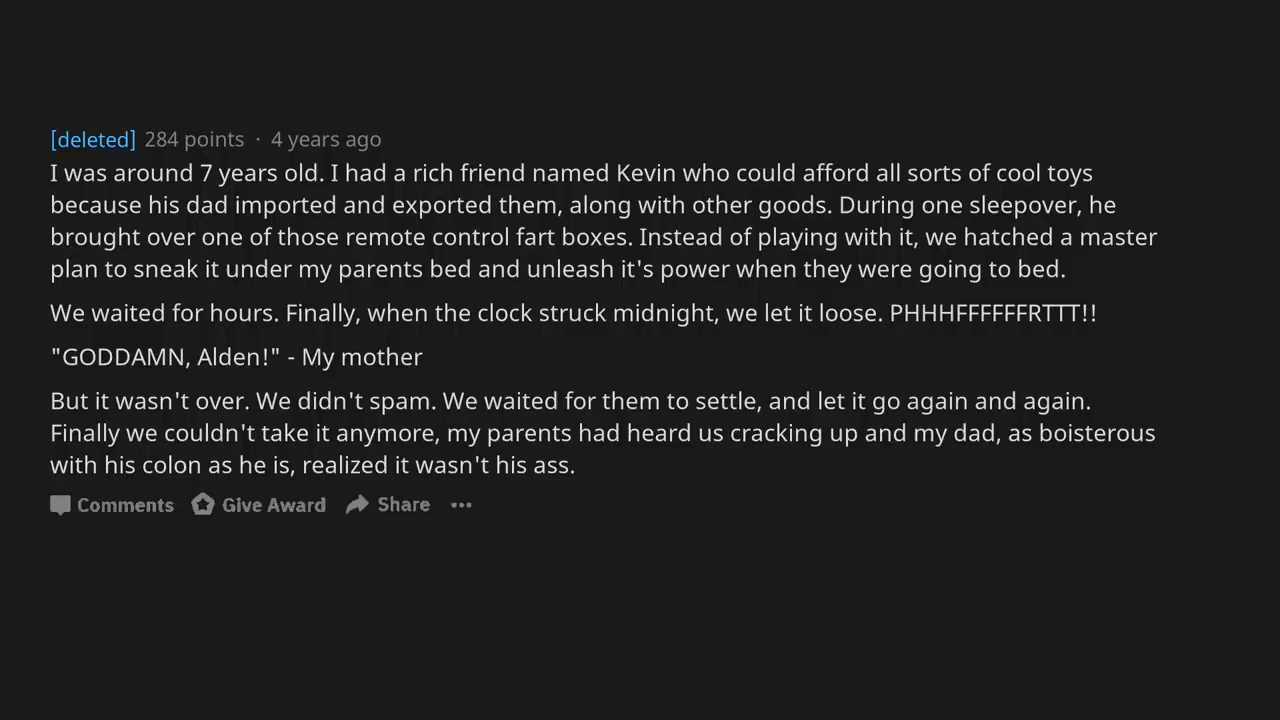 [deleted] 284 points · 4 years ago
I was around 7 years old. I had a rich friend named Kevin who could afford all sorts of cool toys
because his dad imported and exported them, along with other goods. During one sleepover, he
brought over one of those remote control fart boxes. Instead of playing with it, we hatched a master
plan to sneak it under my parents bed and unleash it's power when they were going to bed.
We waited for hours. Finally, when the clock struck midnight, we let it loose. PHHHFFFFFFRTTT!!
"GODDAMN, Alden!" - My mother
But it wasn't over. We didn't spam. We waited for them to settle, and let it go again and again.
Finally we couldn't take it anymore, my parents had heard us cracking up and my dad, as boisterous
with his colon as he is, realized it wasn't his ass.
Comments Give Award Share •••